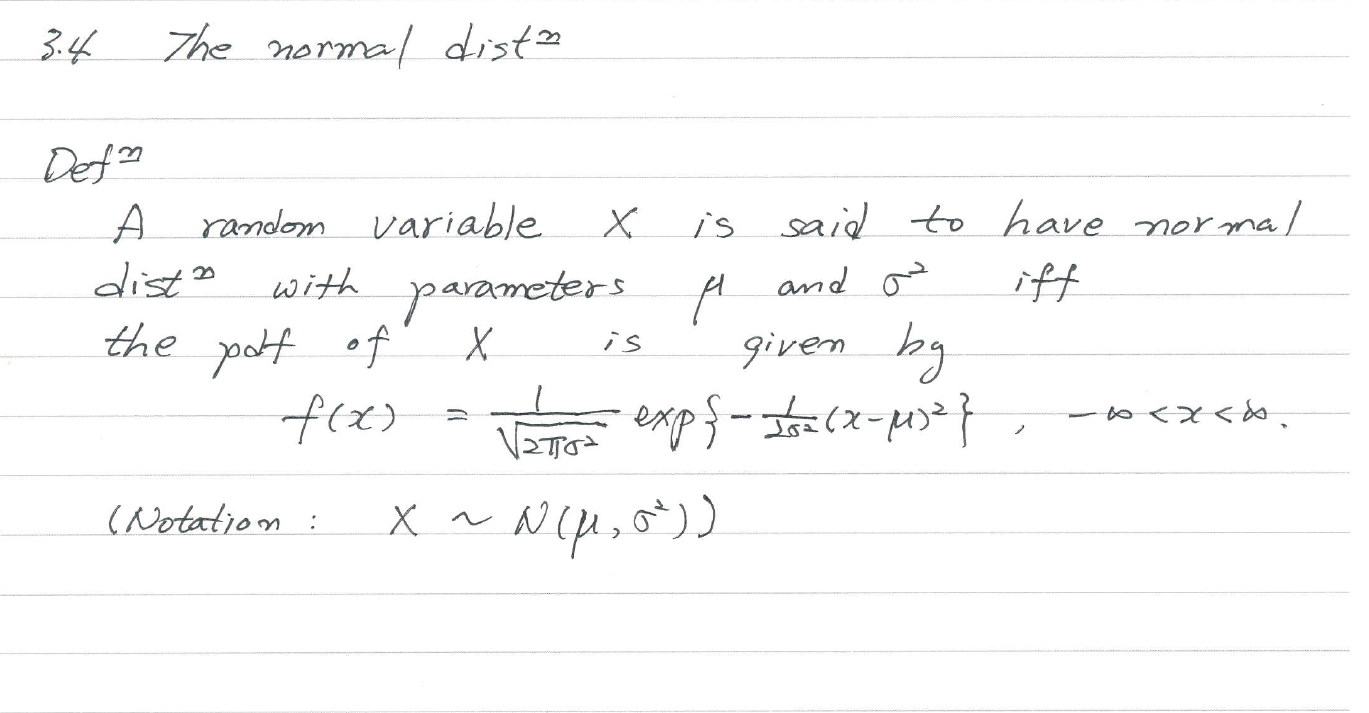 3.4 The normal distⁿ
Defⁿ
A random variable X is said to have normal
distⁿ with parameters μ and σ² iff
the pdf of X is given by
f(x) = 1/√(2πσ²) exp{-1/(2σ²)(x-μ)²}, -∞<x<∞.
(Notation: X ~ N(μ, σ²))